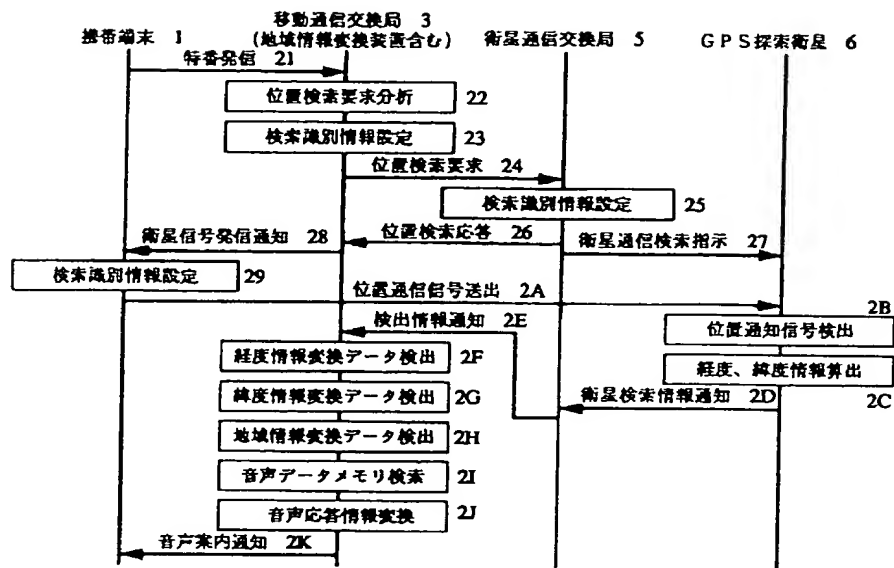 移動通信交換局 3
携帯端末 1 (地域情報変換装置含む) 衛星通信交換局 5 GPS探索衛星 6
特番発信 21
位置検索要求分析 22
検索識別情報設定 23
位置検索要求 24
検索識別情報設定 25
衛星信号発信通知 28 位置検索応答 26 衛星通信検索指示 27
検索識別情報設定 29
位置通信信号送出 2A
検出情報通知 2E 2B
位置通知信号検出
経度情報変換データ検出 2F
経度、緯度情報算出
緯度情報変換データ検出 2G
衛星検索情報通知 2D 2C
地域情報変換データ検出 2H
音声データメモリ検索 2I
音声応答情報変換 2J
音声案内通知 2K